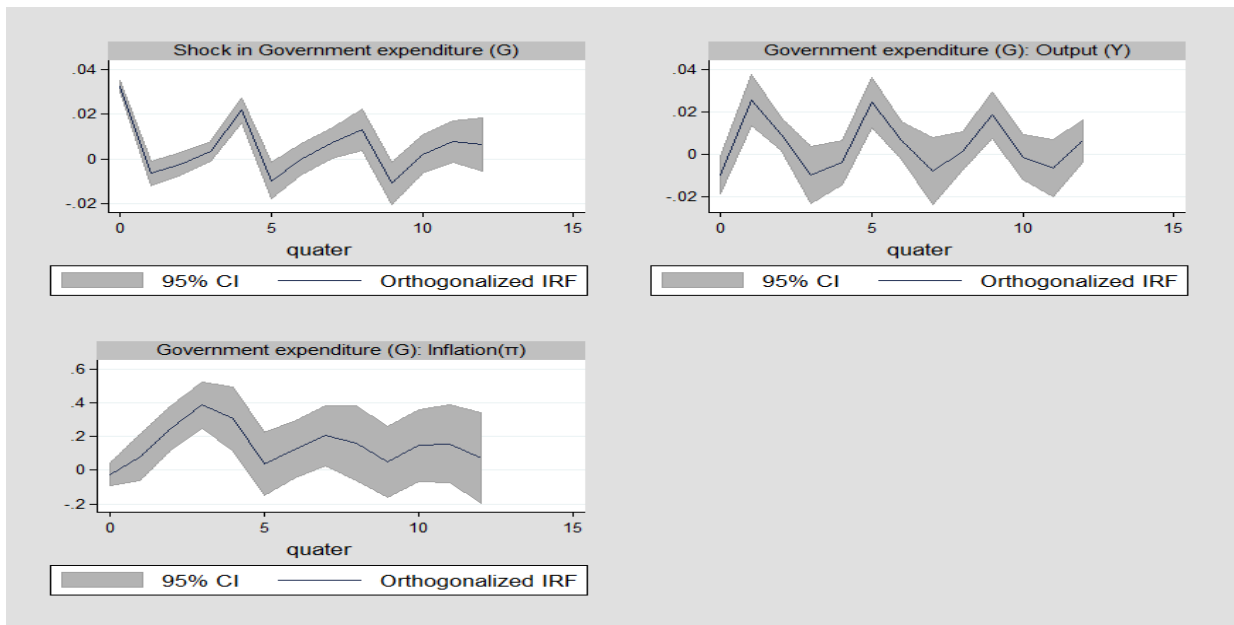 Shock in Government expenditure (G)
.04
.02
0
-.02
0 5 10 15
quater
95% CI Orthogonalized IRF
Government expenditure (G): Output (Y)
.04
.02
0
-.02
0 5 10 15
quater
95% CI Orthogonalized IRF
Government expenditure (G): Inflation(π)
.6
.4
.2
0
-.2
0 5 10 15
quater
95% CI Orthogonalized IRF